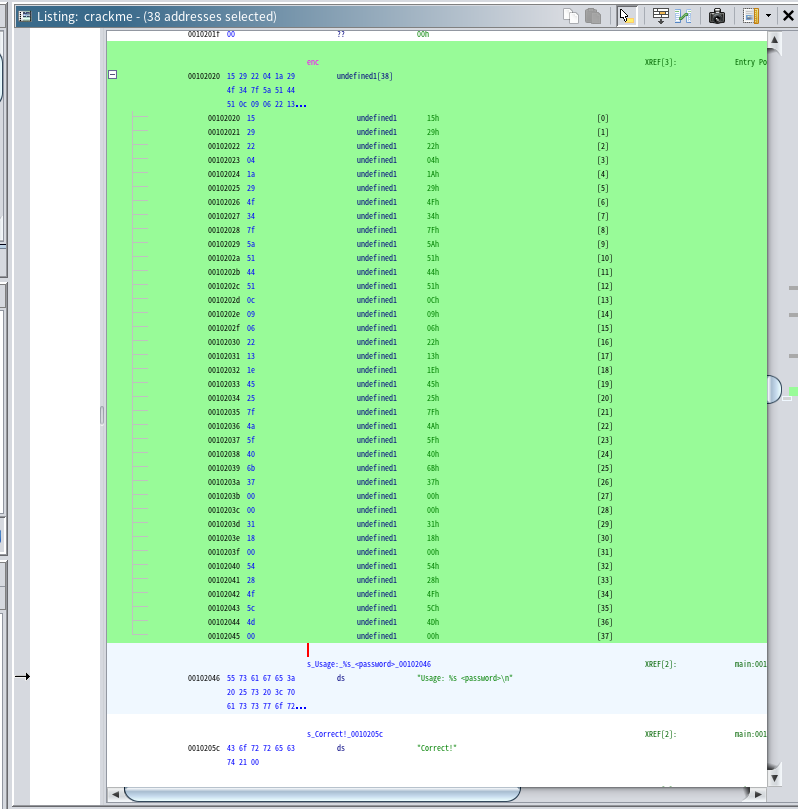 Listing: crackme - (38 addresses selected)
0010201f 00 ?? 00h
enc XREF[3]: Entry Po
00102020 15 29 22 04 1a 29 undefined1[38]
4f 34 7f 5a 51 44
51 0c 09 06 22 13...
00102020 15 undefined1 15h [0]
00102021 29 undefined1 29h [1]
00102022 22 undefined1 22h [2]
00102023 04 undefined1 04h [3]
00102024 1a undefined1 1Ah [4]
00102025 29 undefined1 29h [5]
00102026 4f undefined1 4Fh [6]
00102027 34 undefined1 34h [7]
00102028 7f undefined1 7Fh [8]
00102029 5a undefined1 5Ah [9]
0010202a 51 undefined1 51h [10]
0010202b 44 undefined1 44h [11]
0010202c 51 undefined1 51h [12]
0010202d 0c undefined1 0Ch [13]
0010202e 09 undefined1 09h [14]
0010202f 06 undefined1 06h [15]
00102030 22 undefined1 22h [16]
00102031 13 undefined1 13h [17]
00102032 1e undefined1 1Eh [18]
00102033 45 undefined1 45h [19]
00102034 25 undefined1 25h [20]
00102035 7f undefined1 7Fh [21]
00102036 4a undefined1 4Ah [22]
00102037 5f undefined1 5Fh [23]
00102038 40 undefined1 40h [24]
00102039 6b undefined1 6Bh [25]
0010203a 37 undefined1 37h [26]
0010203b 00 undefined1 00h [27]
0010203c 00 undefined1 00h [28]
0010203d 31 undefined1 31h [29]
0010203e 18 undefined1 18h [30]
0010203f 00 undefined1 00h [31]
00102040 54 undefined1 54h [32]
00102041 28 undefined1 28h [33]
00102042 4f undefined1 4Fh [34]
00102043 5c undefined1 5Ch [35]
00102044 4d undefined1 4Dh [36]
00102045 00 undefined1 00h [37]
s_Usage:_%s_<password>_00102046 XREF[2]: main:001
00102046 55 73 61 67 65 3a ds "Usage: %s <password>\n"
20 25 73 20 3c 70
61 73 73 77 6f 72...
s_Correct!_0010205c XREF[2]: main:001
0010205c 43 6f 72 72 65 63 ds "Correct!"
74 21 00